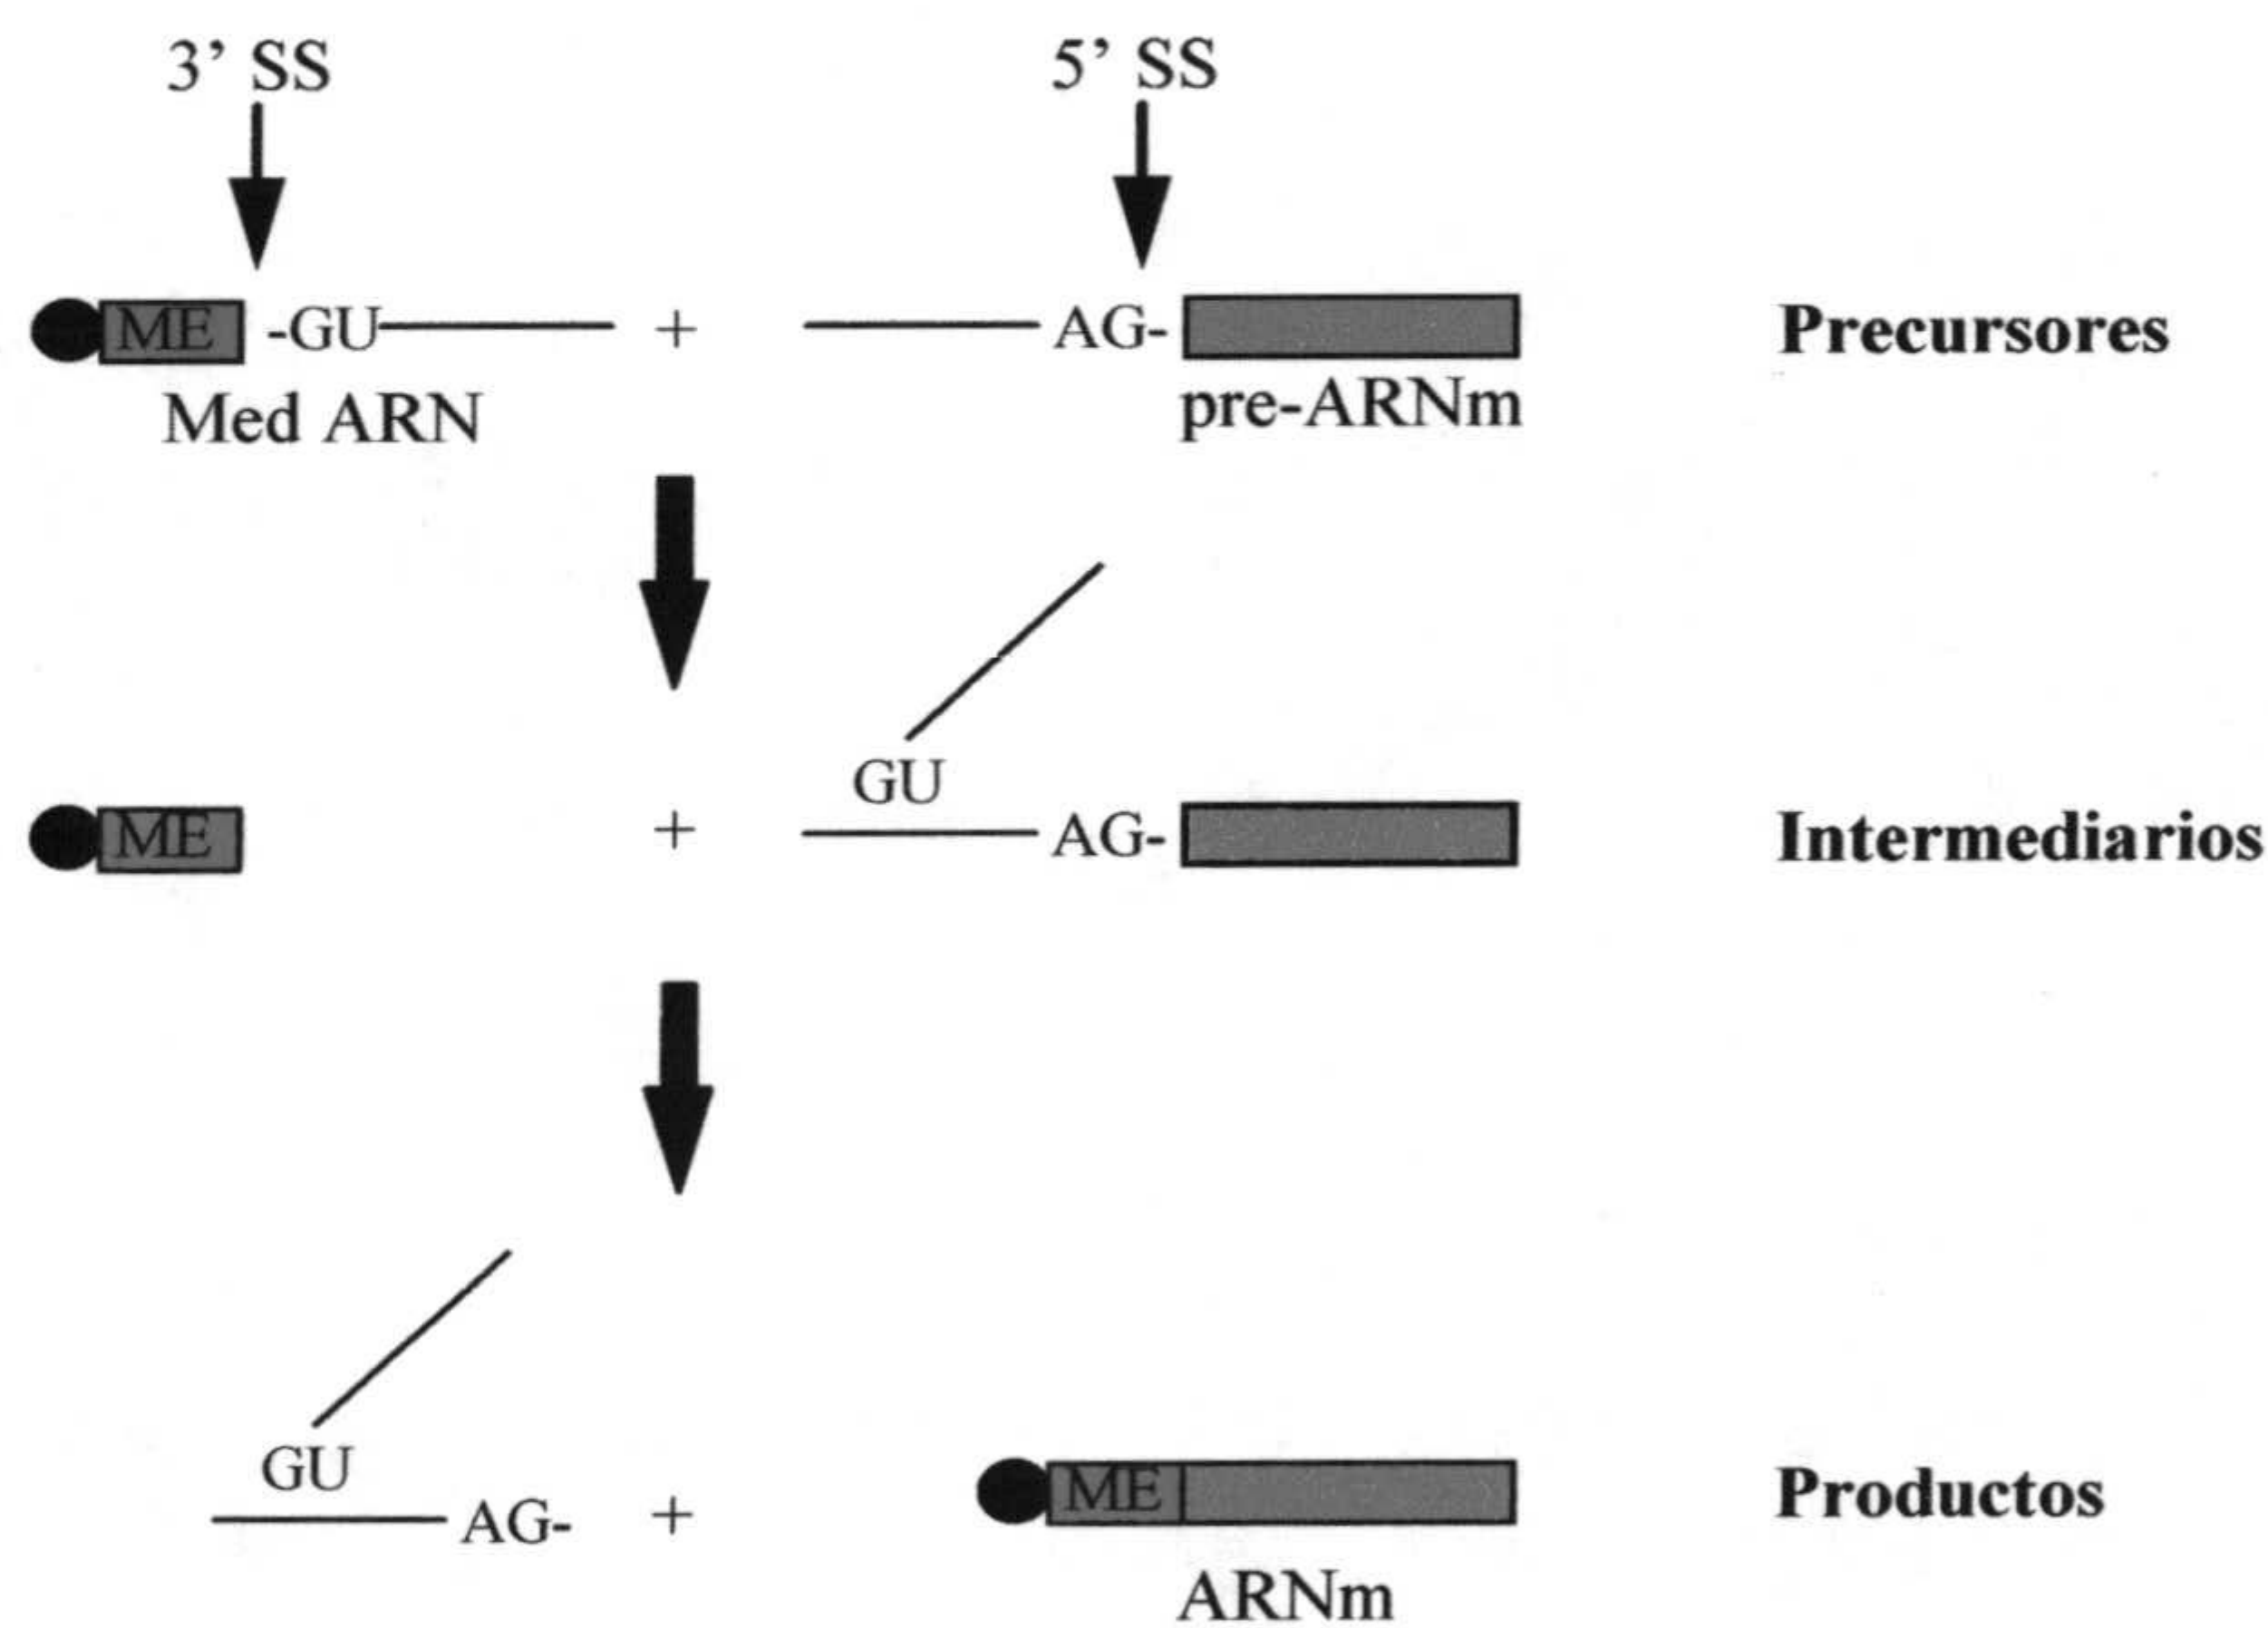 3' SS
5' SS
ME -GU + AG- Precursores
Med ARN
pre-ARNm
GU
ME + AG- Intermediarios
GU
AG- + ME Productos
ARNm